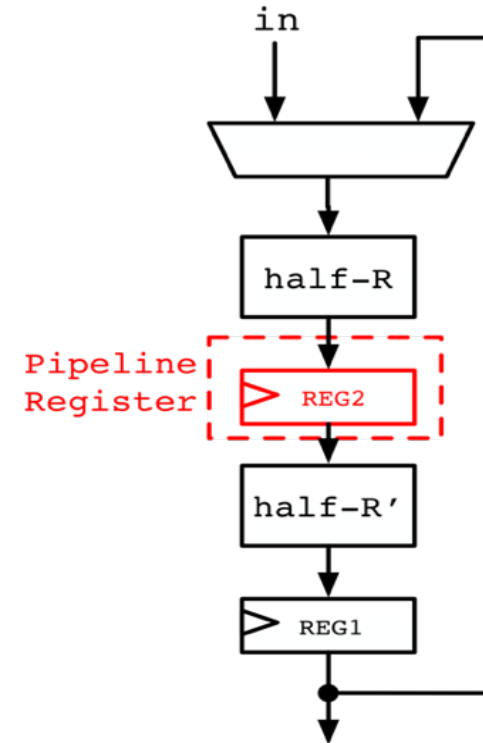 in
half-R
Pipeline
Register
REG2
half-R’
REG1